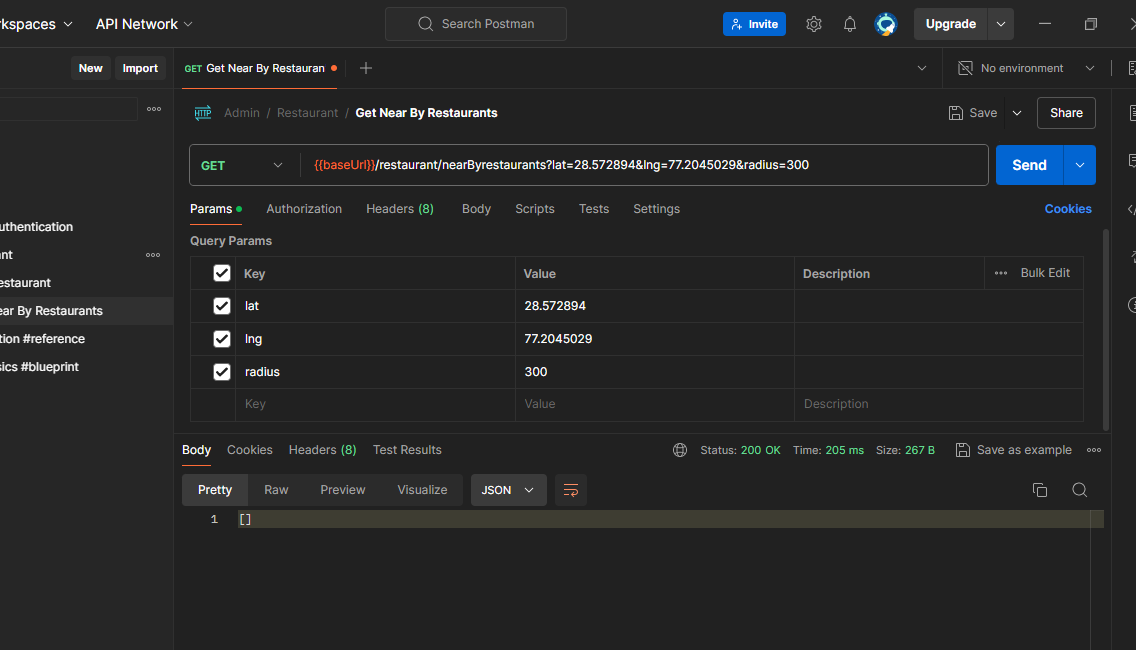 rkspaces API Network Search Postman Invite Upgrade
New Import GET Get Near By Restauran No environment
HTTP Admin / Restaurant / Get Near By Restaurants Save Share
GET {{baseUrl}}/restaurant/nearByrestaurants?lat=28.572894&lng=77.2045029&radius=300 Send
Params Authorization Headers (8) Body Scripts Tests Settings Cookies
uthentication
Query Params
nt
Key Value Description Bulk Edit
estaurant
lat 28.572894
ear By Restaurants
lng 77.2045029
tion #reference
radius 300
sics #blueprint
Key Value Description
Body Cookies Headers (8) Test Results Status: 200 OK Time: 205 ms Size: 267 B Save as example
Pretty Raw Preview Visualize JSON
1 []